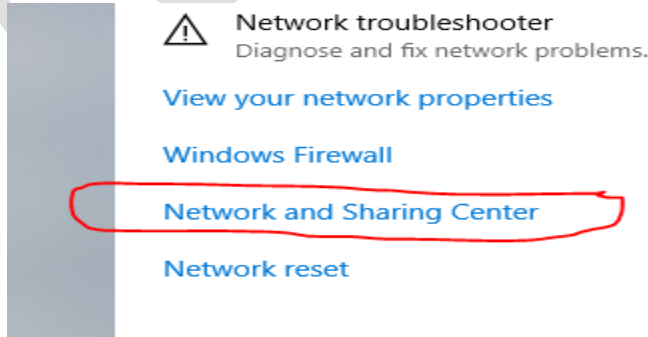 Network troubleshooter
Diagnose and fix network problems.
View your network properties
Windows Firewall
Network and Sharing Center
Network reset